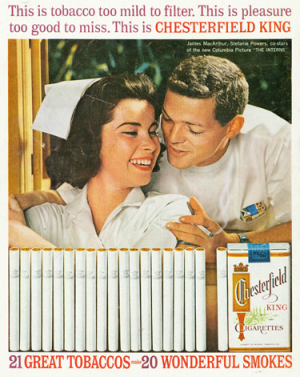 This is tobacco too mild to filter. This is pleasure
too good to miss. This is CHESTERFIELD KING
James MacArthur, Stefanie Powers, co-stars
of the new Columbia Picture "THE INTERNS"
Chesterfield
KING
CIGARETTES
21 GREAT TOBACCOS make 20 WONDERFUL SMOKES